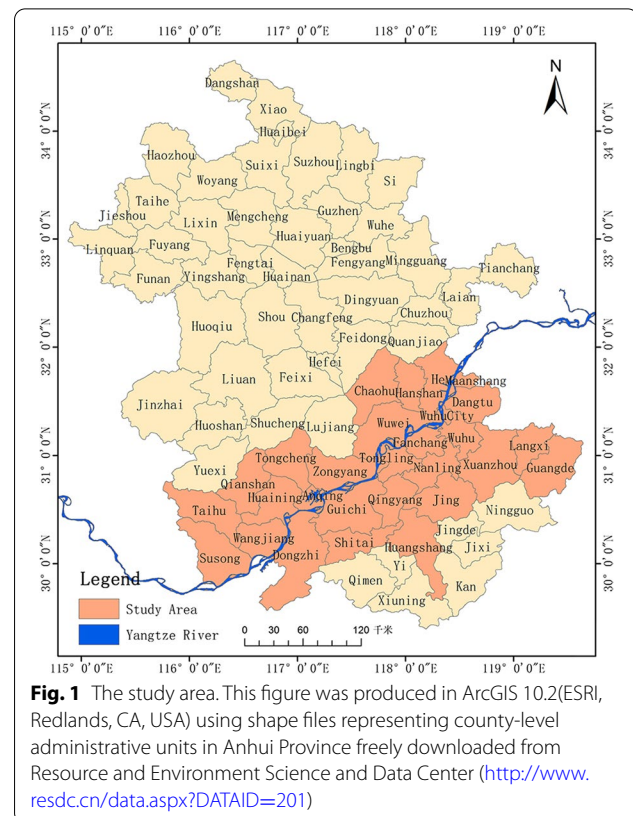 115° 0′0″E 116° 0′0″E 117° 0′0″E 118° 0′0″E 119° 0′0″E
N
Dangshan
Xiao
34° 0′0″N 34° 0′0″N
Huaibei
Haozhou
Suixi Suzhou Lingbi
Woyang Si
Taihe
Jieshou Mengcheng Guzhen
Lixin Wuhe
33° 0′0″N 33° 0′0″N
Linquan Fuyang Huaiyuan Bengbu
Fengtai Fengyang Mingguang
Funan Yingshang Huainan Tianchang
Dingyuan Laian
Huoqiu Shou Changfeng Chuzhou
Feidong Quanjiao
32° 0′0″N 32° 0′0″N
Hefei
Liuan Feixi He Maanshang
Jinzhai Chaohu Hanshan
Dangtu
Huoshan Shucheng Lujiang Wuwei Wuhu City
Fanchang Wuhu
31° 0′0″N 31° 0′0″N
Yuexi Tongcheng Tongling Langxi
Zongyang Nanling Xuanzhou Guangde
Qianshan
Huaining Anqing Qingyang Jing Ningguo
Taihu Guichi
Wangjiang Jingde
Susong Dongzhi Shitai Huangshang Jixi
30° 0′0″N 30° 0′0″N
Legend Qimen Yi Kan
Study Area Xiuning
Yangtze River 0 30 60 120 千米
115° 0′0″E 116° 0′0″E 117° 0′0″E 118° 0′0″E 119° 0′0″E
Fig. 1 The study area. This figure was produced in ArcGIS 10.2(ESRI,
Redlands, CA, USA) using shape files representing county-level
administrative units in Anhui Province freely downloaded from
Resource and Environment Science and Data Center (http://www.
resdc.cn/data.aspx?DATAID=201)